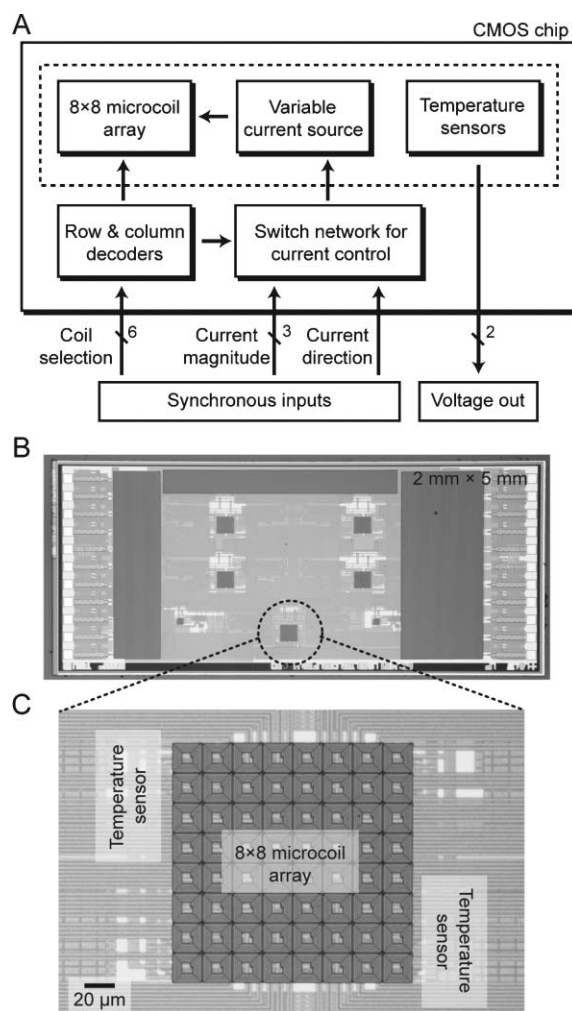 A
CMOS chip
8×8 microcoil
array
Variable
current source
Temperature
sensors
Row & column
decoders
Switch network for
current control
Coil
selection
6
Current
magnitude
3
Current
direction
2
Synchronous inputs
Voltage out
B
2 mm × 5 mm
C
Temperature
sensor
8×8 microcoil
array
Temperature
sensor
20 µm